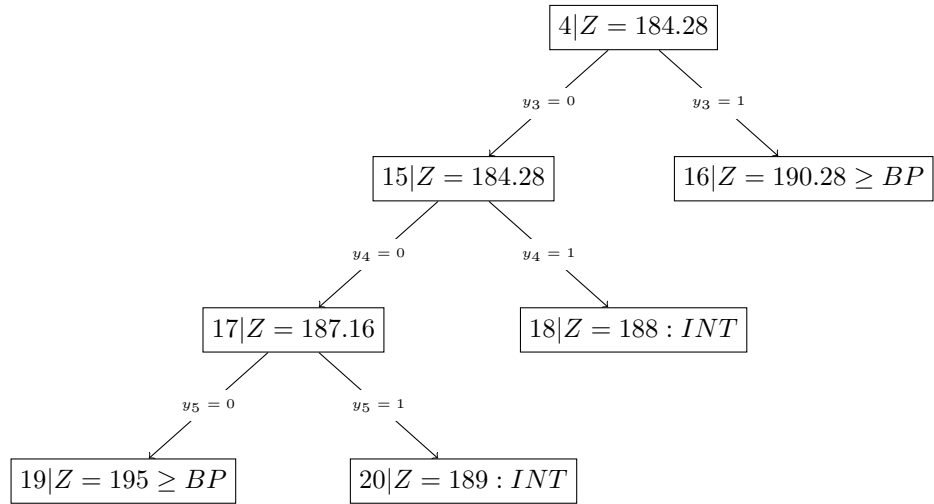 4|Z = 184.28
y₃ = 0
y₃ = 1
15|Z = 184.28
16|Z = 190.28 ≥ BP
y₄ = 0
y₄ = 1
17|Z = 187.16
18|Z = 188 : INT
y₅ = 0
y₅ = 1
19|Z = 195 ≥ BP
20|Z = 189 : INT